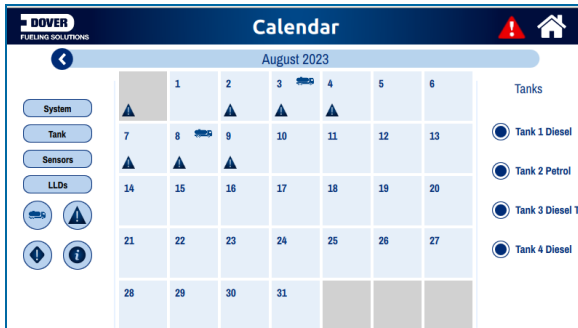 DOVER
FUELING SOLUTIONS
Calendar
August 2023
System
Tank
Sensors
LLDs
1 2 3 4 5 6
7 8 9 10 11 12 13
14 15 16 17 18 19 20
21 22 23 24 25 26 27
28 29 30 31
Tanks
Tank 1 Diesel
Tank 2 Petrol
Tank 3 Diesel T
Tank 4 Diesel